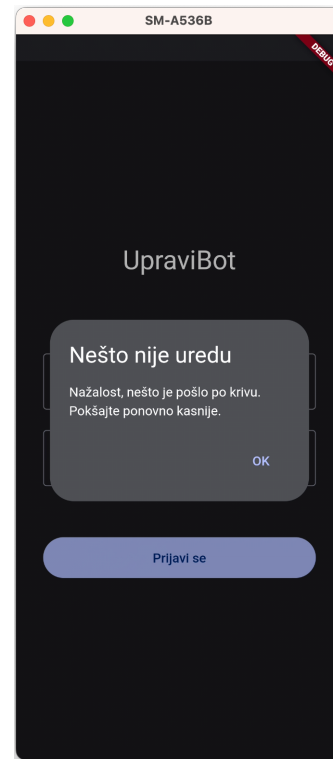 SM-A536B
DEBUG
UpraviBot
Nešto nije uredu
Nažalost, nešto je pošlo po krivu.
Pokšajte ponovno kasnije.
OK
Prijavi se